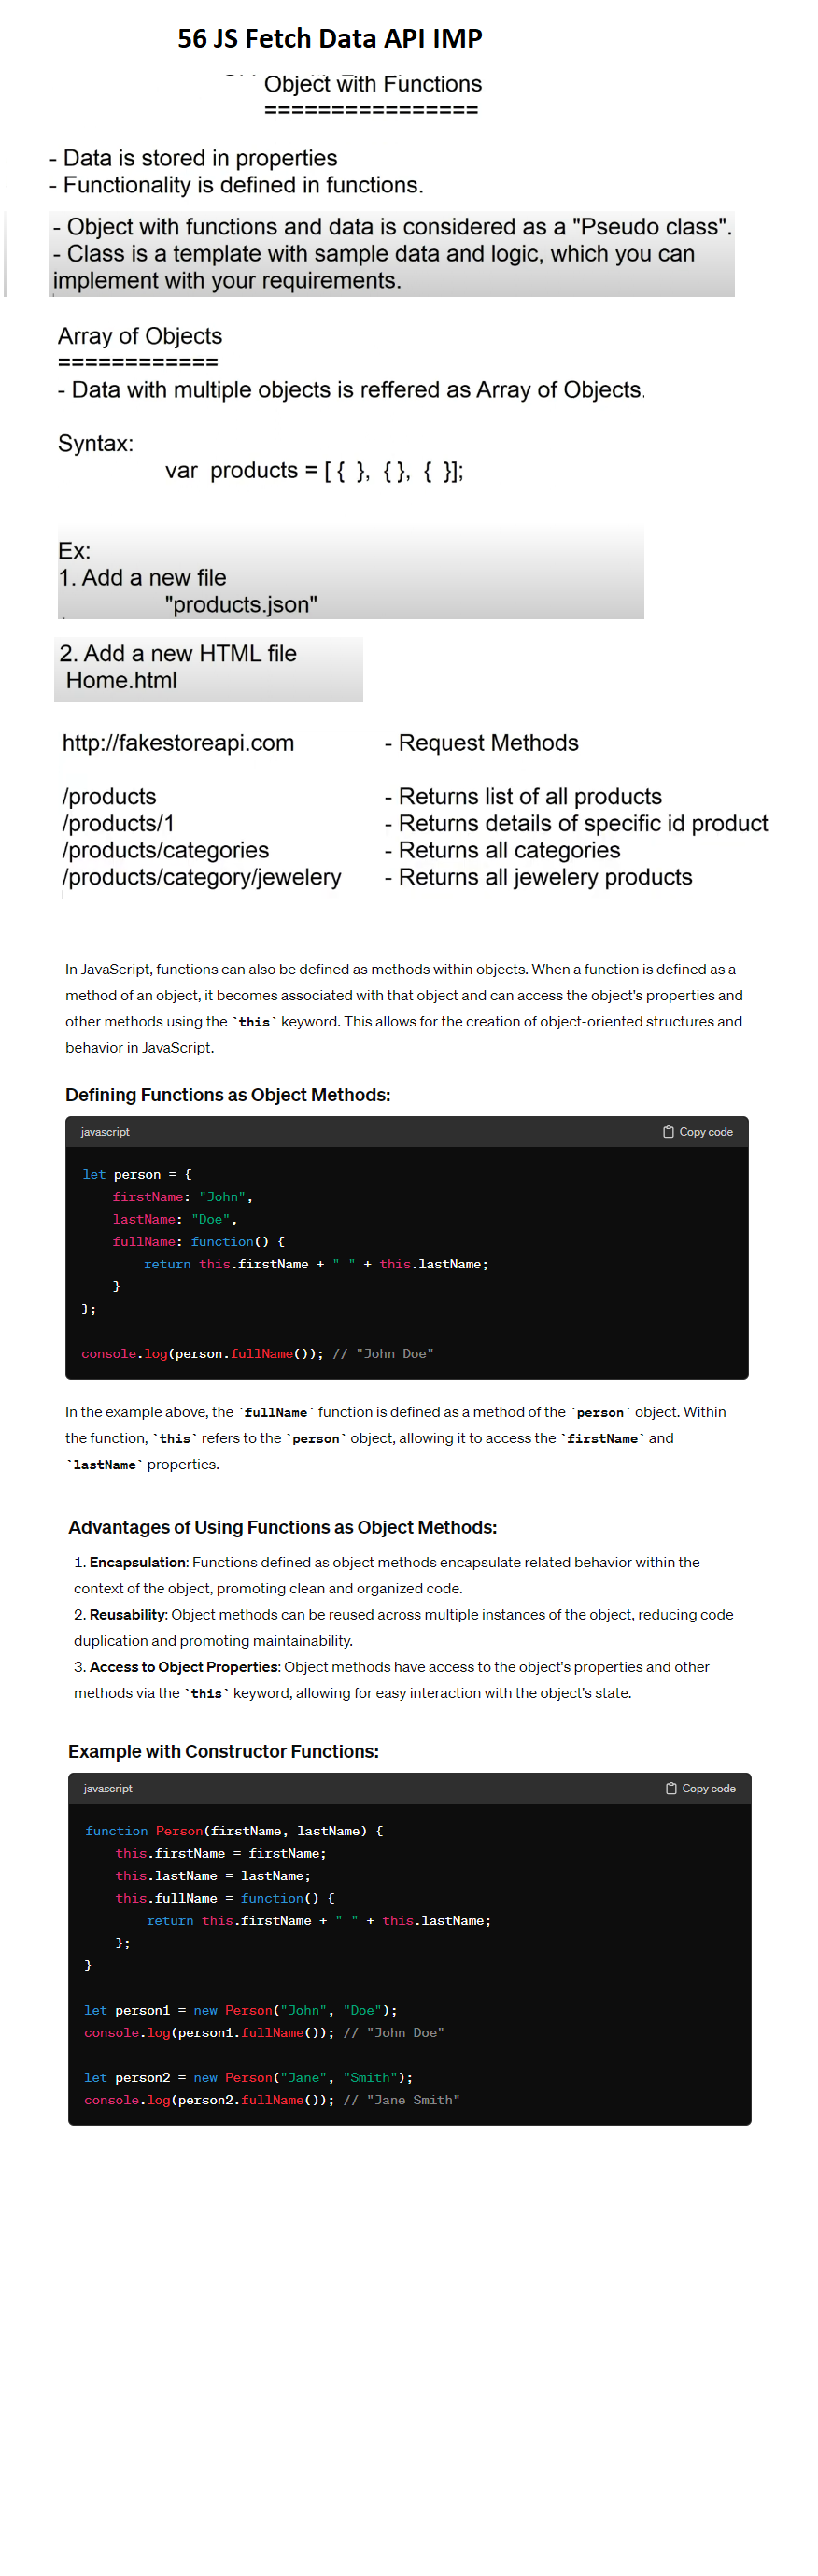 56 JS Fetch Data API IMP
Object with Functions
================
- Data is stored in properties
- Functionality is defined in functions.
- Object with functions and data is considered as a "Pseudo class".
- Class is a template with sample data and logic, which you can
implement with your requirements.
Array of Objects
============
- Data with multiple objects is reffered as Array of Objects.
Syntax:
var products = [ { }, { }, { }];
Ex:
1. Add a new file
"products.json"
2. Add a new HTML file
Home.html
http://fakestoreapi.com - Request Methods
/products - Returns list of all products
/products/1 - Returns details of specific id product
/products/categories - Returns all categories
/products/category/jewelery - Returns all jewelery products
In JavaScript, functions can also be defined as methods within objects. When a function is defined as a
method of an object, it becomes associated with that object and can access the object's properties and
other methods using the `this` keyword. This allows for the creation of object-oriented structures and
behavior in JavaScript.
Defining Functions as Object Methods:
javascript Copy code
let person = {
firstName: "John",
lastName: "Doe",
fullName: function() {
return this.firstName + " " + this.lastName;
}
};
console.log(person.fullName()); // "John Doe"
In the example above, the `fullName` function is defined as a method of the `person` object. Within
the function, `this` refers to the `person` object, allowing it to access the `firstName` and
`lastName` properties.
Advantages of Using Functions as Object Methods:
1. Encapsulation: Functions defined as object methods encapsulate related behavior within the
context of the object, promoting clean and organized code.
2. Reusability: Object methods can be reused across multiple instances of the object, reducing code
duplication and promoting maintainability.
3. Access to Object Properties: Object methods have access to the object's properties and other
methods via the `this` keyword, allowing for easy interaction with the object's state.
Example with Constructor Functions:
javascript Copy code
function Person(firstName, lastName) {
this.firstName = firstName;
this.lastName = lastName;
this.fullName = function() {
return this.firstName + " " + this.lastName;
};
}
let person1 = new Person("John", "Doe");
console.log(person1.fullName()); // "John Doe"
let person2 = new Person("Jane", "Smith");
console.log(person2.fullName()); // "Jane Smith"